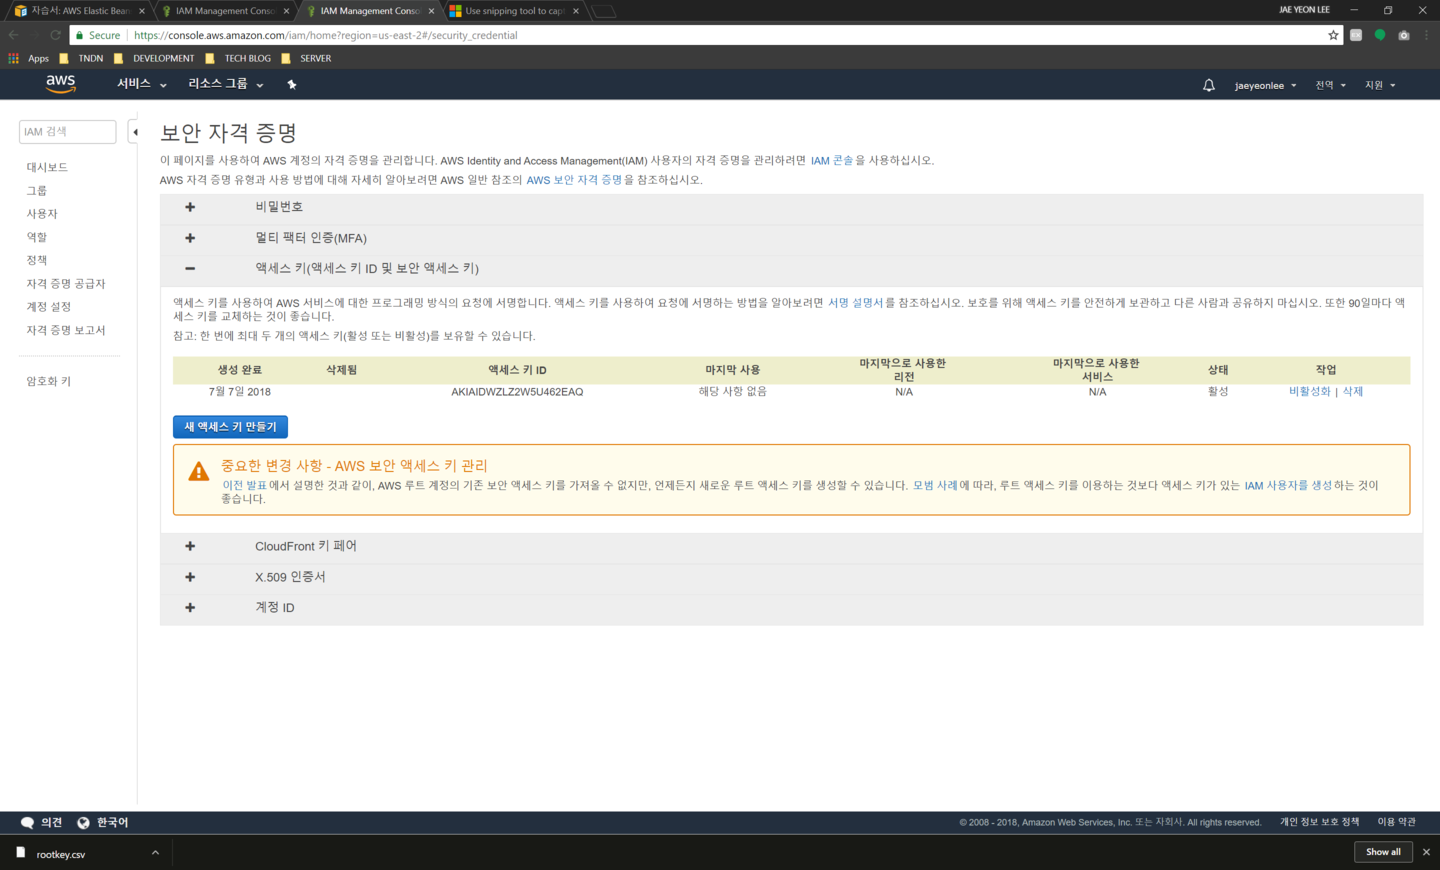 자습서: AWS Elastic Bean
IAM Management Conso
IAM Management Conso
Use snipping tool to capt
JAE YEON LEE
Secure https://console.aws.amazon.com/iam/home?region=us-east-2#/security_credential
Apps TNDN DEVELOPMENT TECH BLOG SERVER
aws 서비스 리소스 그룹 jaeyeonlee 전역 지원
IAM 검색
대시보드
그룹
사용자
역할
정책
자격 증명 공급자
계정 설정
자격 증명 보고서
암호화 키
보안 자격 증명
이 페이지를 사용하여 AWS 계정의 자격 증명을 관리합니다. AWS Identity and Access Management(IAM) 사용자의 자격 증명을 관리하려면 IAM 콘솔 을 사용하십시오.
AWS 자격 증명 유형과 사용 방법에 대해 자세히 알아보려면 AWS 일반 참조의 AWS 보안 자격 증명 을 참조하십시오.
비밀번호
멀티 팩터 인증(MFA)
액세스 키(액세스 키 ID 및 보안 액세스 키)
액세스 키를 사용하여 AWS 서비스에 대한 프로그래밍 방식의 요청에 서명합니다. 액세스 키를 사용하여 요청에 서명하는 방법을 알아보려면 서명 설명서 를 참조하십시오. 보호를 위해 액세스 키를 안전하게 보관하고 다른 사람과 공유하지 마십시오. 또한 90일마다 액
세스 키를 교체하는 것이 좋습니다.
참고: 한 번에 최대 두 개의 액세스 키(활성 또는 비활성)를 보유할 수 있습니다.
생성 완료 삭제됨 액세스 키 ID 마지막 사용 마지막으로 사용한 리전 마지막으로 사용한 서비스 상태 작업
7월 7일 2018 AKIAIDWZLZ2W5U462EAQ 해당 사항 없음 N/A N/A 활성 비활성화 | 삭제
새 액세스 키 만들기
중요한 변경 사항 - AWS 보안 액세스 키 관리
이전 발표 에서 설명한 것과 같이, AWS 루트 계정의 기존 보안 액세스 키를 가져올 수 없지만, 언제든지 새로운 루트 액세스 키를 생성할 수 있습니다. 모범 사례 에 따라, 루트 액세스 키를 이용하는 것보다 액세스 키가 있는 IAM 사용자를 생성 하는 것이
좋습니다.
CloudFront 키 페어
X.509 인증서
계정 ID
의견 한국어
© 2008 - 2018, Amazon Web Services, Inc. 또는 자회사. All rights reserved. 개인 정보 보호 정책 이용 약관
rootkey.csv
Show all